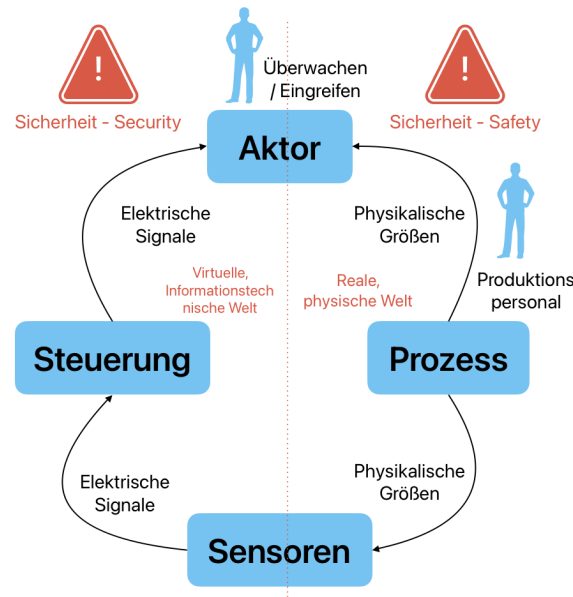 !
!
Überwachen
/ Eingreifen
Sicherheit - Security
Sicherheit - Safety
Aktor
Elektrische
Signale
Physikalische
Größen
Virtuelle,
Informationstech
nische Welt
Reale,
physische Welt
Produktions
personal
Steuerung
Prozess
Elektrische
Signale
Physikalische
Größen
Sensoren